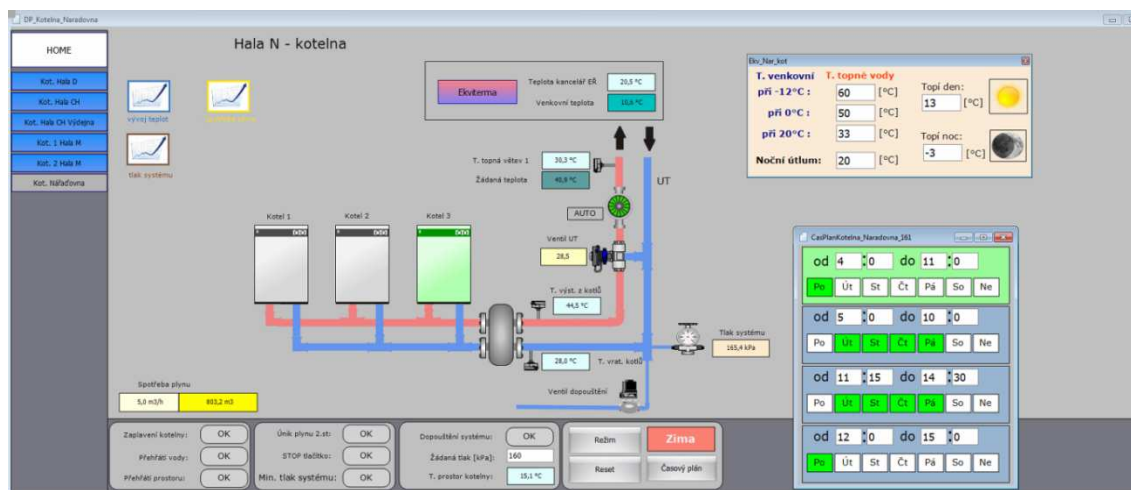 DP_Kotelna_Naradovna
HOME
Kot. Hala D
Kot. Hala CH
Kot. Hala CH Výdejna
Kot. 1 Hala M
Kot. 2 Hala M
Kot. Nářaďovna
Hala N - kotelna
vývoj teplot
tlak systému
Ekviterma
Teplota kancelář EŘ
20,5 °C
Venkovní teplota
10,6 °C
T. topná větev 1
30,3 °C
Žádaná teplota
40,9 °C
UT
AUTO
Kotel 1
Kotel 2
Kotel 3
Ventil UT
28,5
T. výst. z kotlů
44,5 °C
28,0 °C
T. vrat. kotlů
Tlak systému
165,4 kPa
Ventil dopouštění
Spotřeba plynu
5,0 m3/h
803,2 m3
Zaplavení kotelny:
OK
Přehřátí vody:
OK
Přehřátí prostoru:
OK
Únik plynu 2.st:
OK
STOP tlačítko:
OK
Min. tlak systému:
OK
Dopouštění systému:
OK
Žádaná tlak [kPa]:
160
T. prostor kotelny:
15,1 °C
Režim
Zima
Reset
Časový plán
Ekv_Nar_kot
T. venkovní T. topné vody
při -12°C : 60 [°C]
při 0°C : 50 [°C]
při 20°C : 33 [°C]
Noční útlum: 20 [°C]
Topí den:
13 [°C]
Topí noc:
-3 [°C]
CasPlanKotelna_Naradovna_161
od 4 : 0 do 11 : 0
Po Út St Čt Pá So Ne
od 5 : 0 do 10 : 0
Po Út St Čt Pá So Ne
od 11 : 15 do 14 : 30
Po Út St Čt Pá So Ne
od 12 : 0 do 15 : 0
Po Út St Čt Pá So Ne